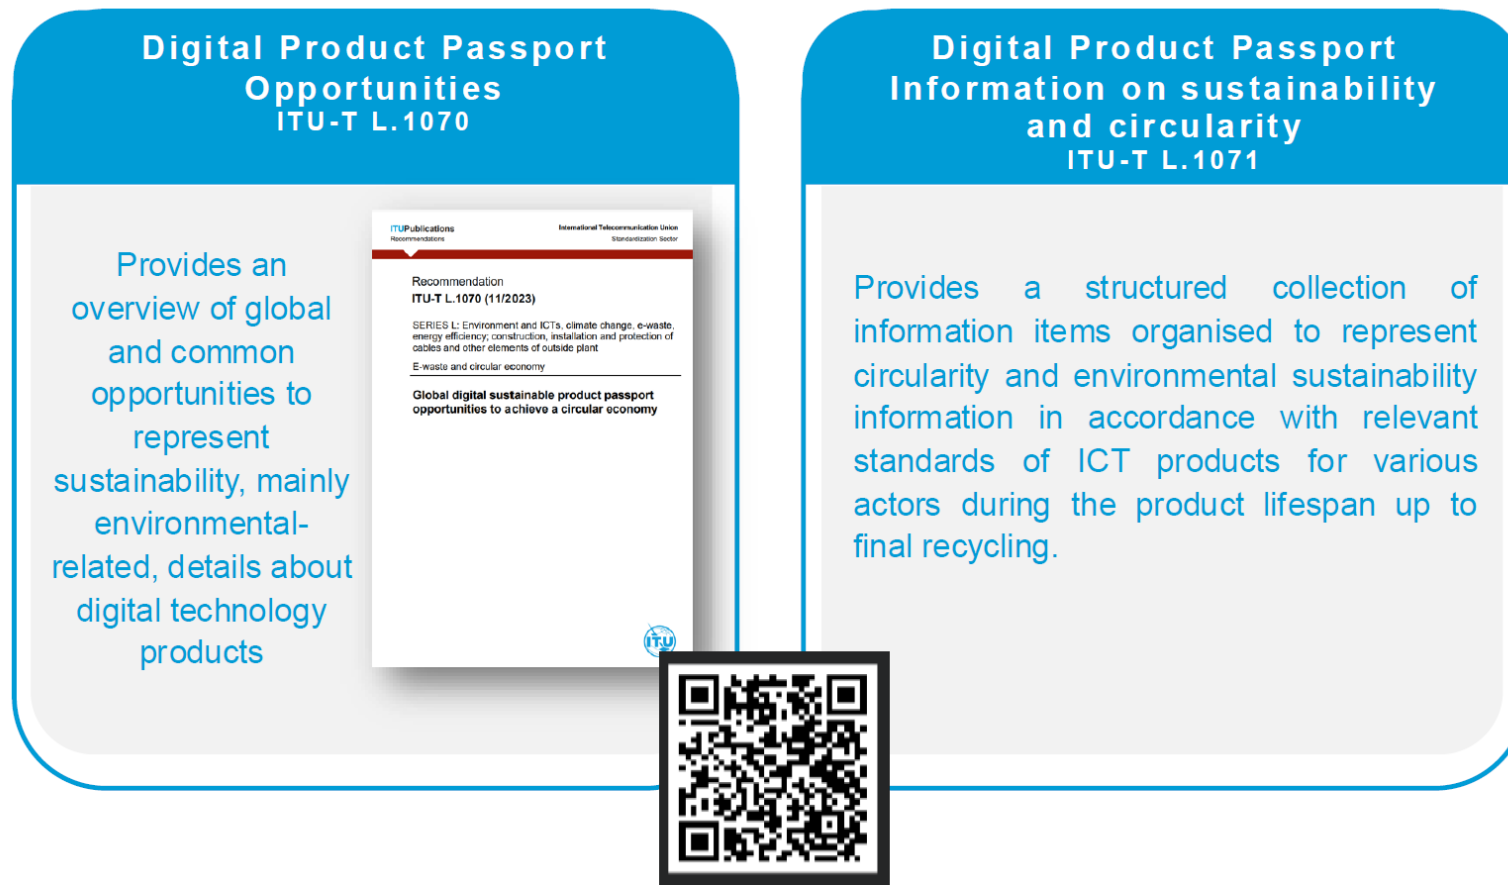 Digital Product Passport
Opportunities
ITU-T L.1070
Provides an
overview of global
and common
opportunities to
represent
sustainability, mainly
environmental-
related, details about
digital technology
products
ITUPublications
Recommendations
International Telecommunication Union
Standardization Sector
Recommendation
ITU-T L.1070 (11/2023)
SERIES L: Environment and ICTs, climate change, e-waste,
energy efficiency; construction, installation and protection of
cables and other elements of outside plant
E-waste and circular economy
Global digital sustainable product passport
opportunities to achieve a circular economy
ITU
Digital Product Passport
Information on sustainability
and circularity
ITU-T L.1071
Provides a structured collection of
information items organised to represent
circularity and environmental sustainability
information in accordance with relevant
standards of ICT products for various
actors during the product lifespan up to
final recycling.